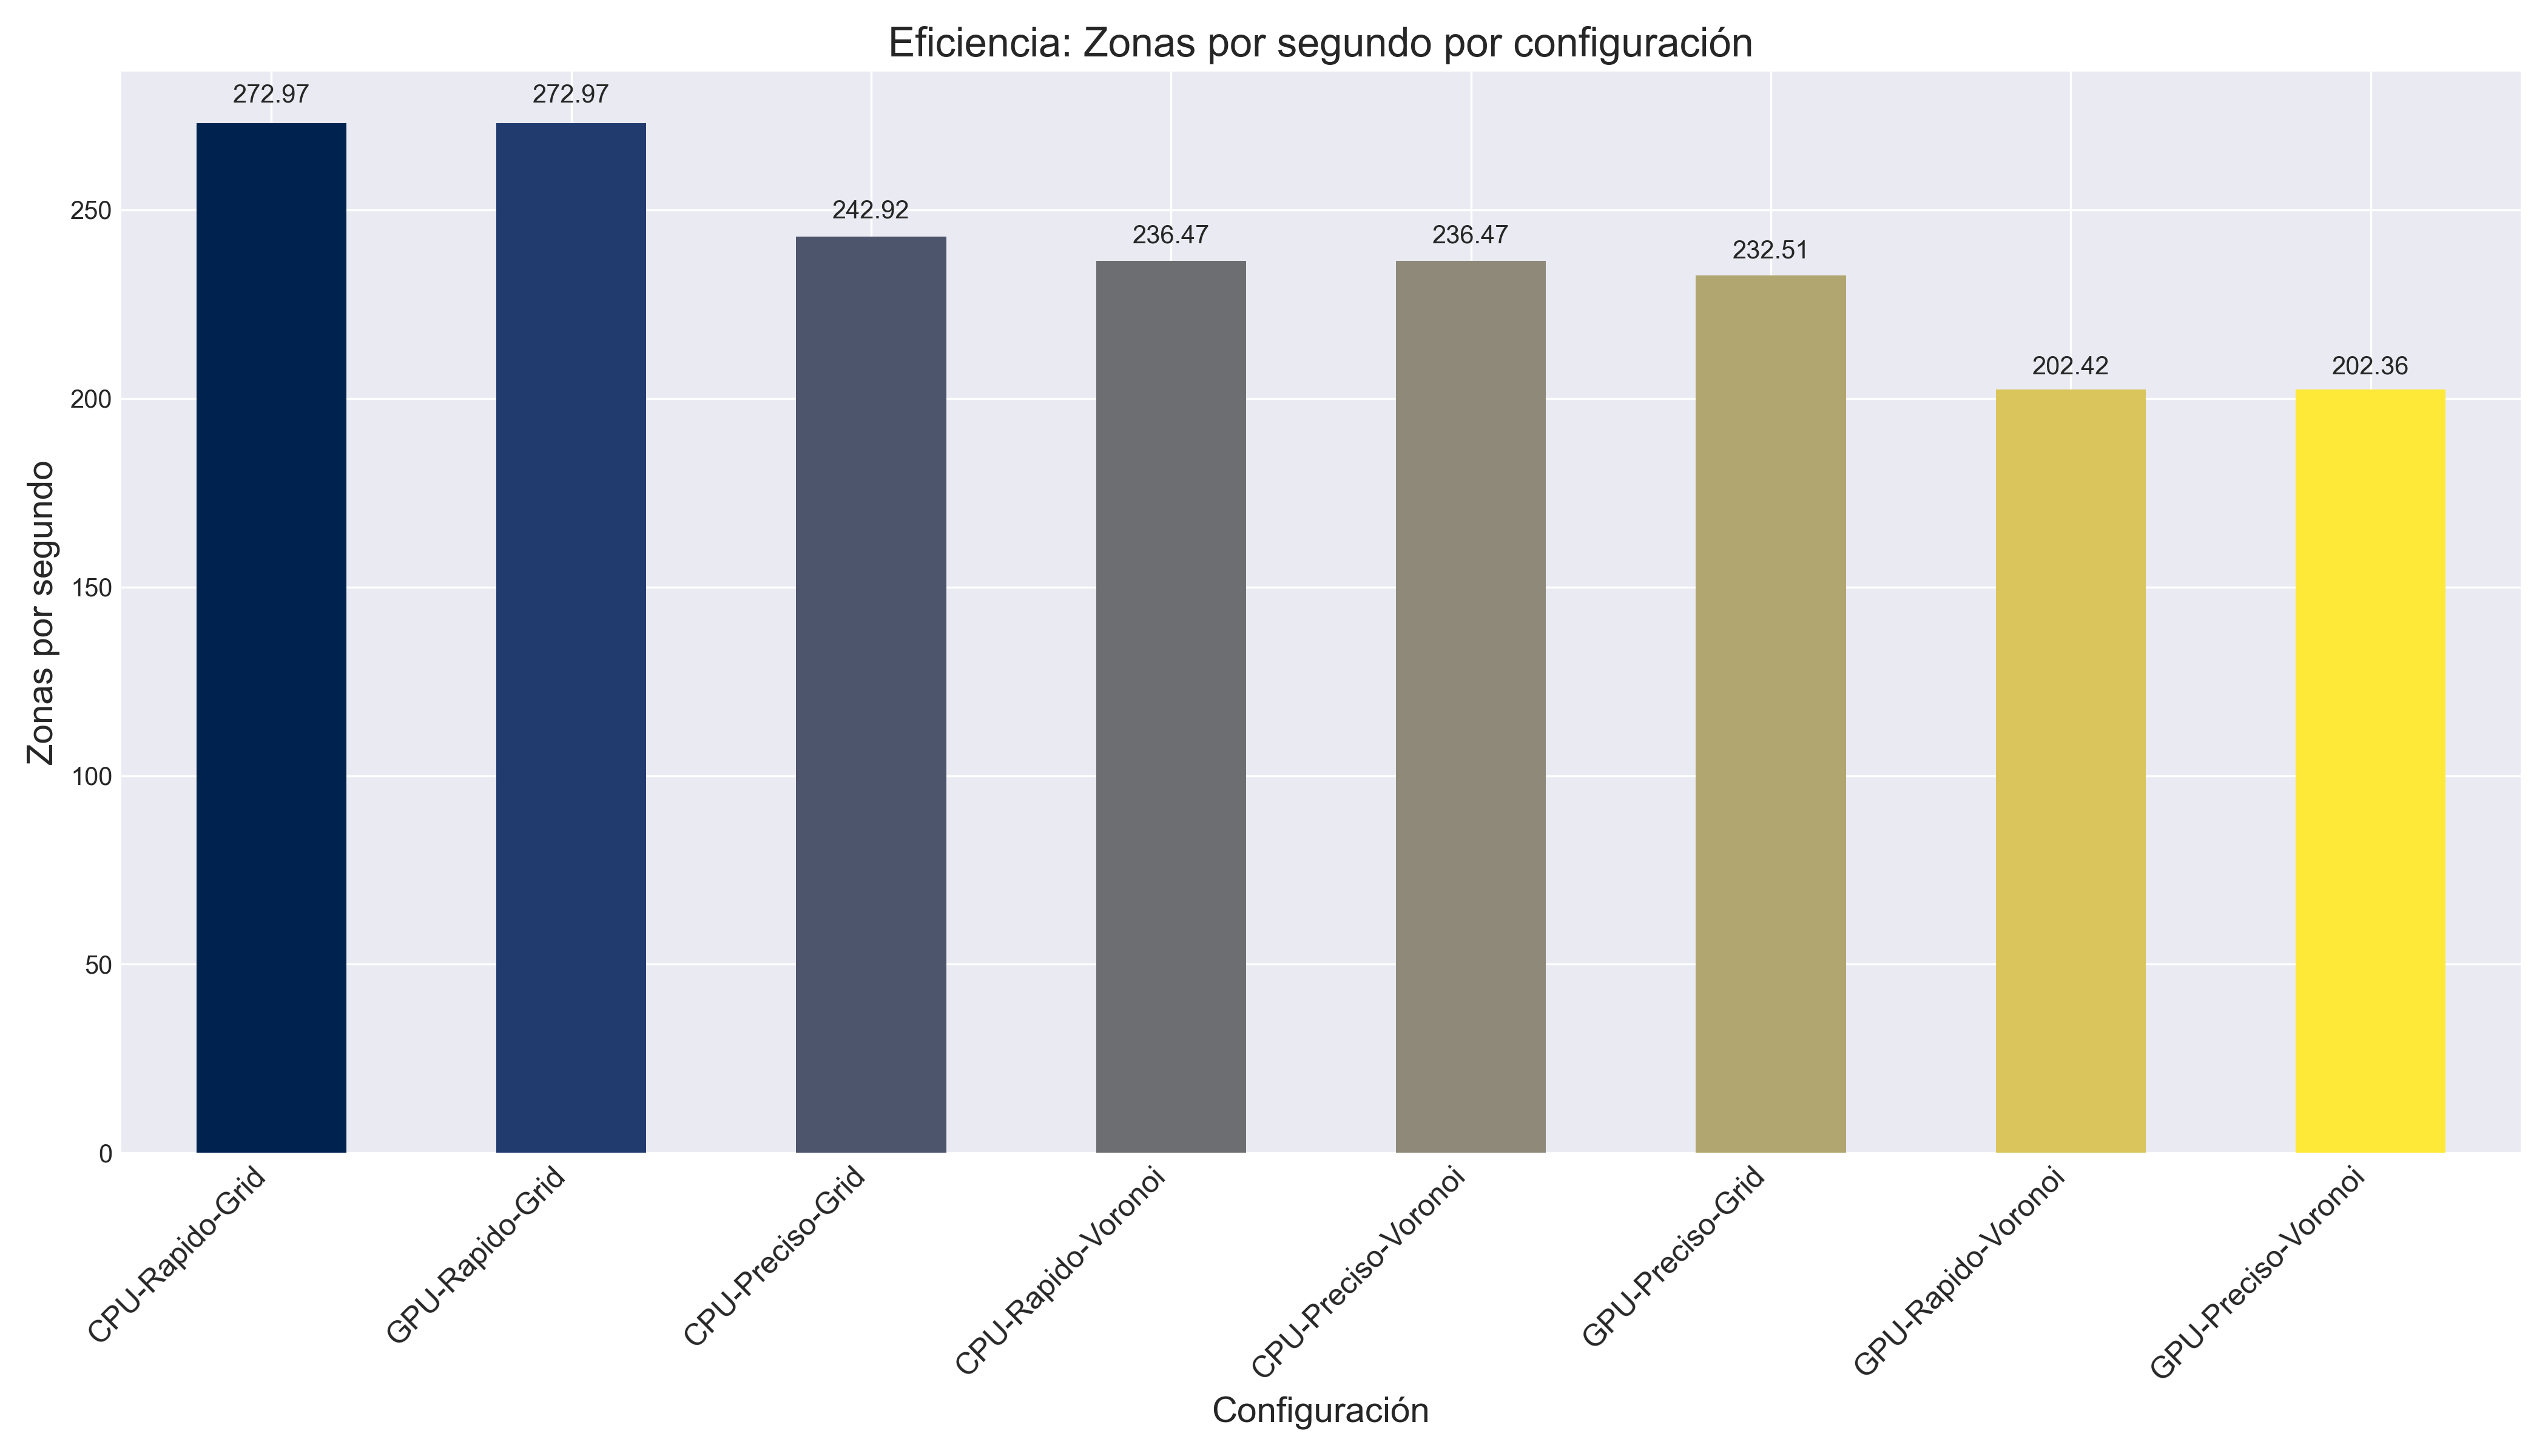 Eficiencia: Zonas por segundo por configuración
272.97
272.97
242.92
236.47
236.47
232.51
202.42
202.36
Zonas por segundo
250
200
150
100
50
0
CPU-Rapido-Grid
GPU-Rapido-Grid
CPU-Preciso-Grid
CPU-Rapido-Voronoi
CPU-Preciso-Voronoi
GPU-Preciso-Grid
GPU-Rapido-Voronoi
GPU-Preciso-Voronoi
Configuración